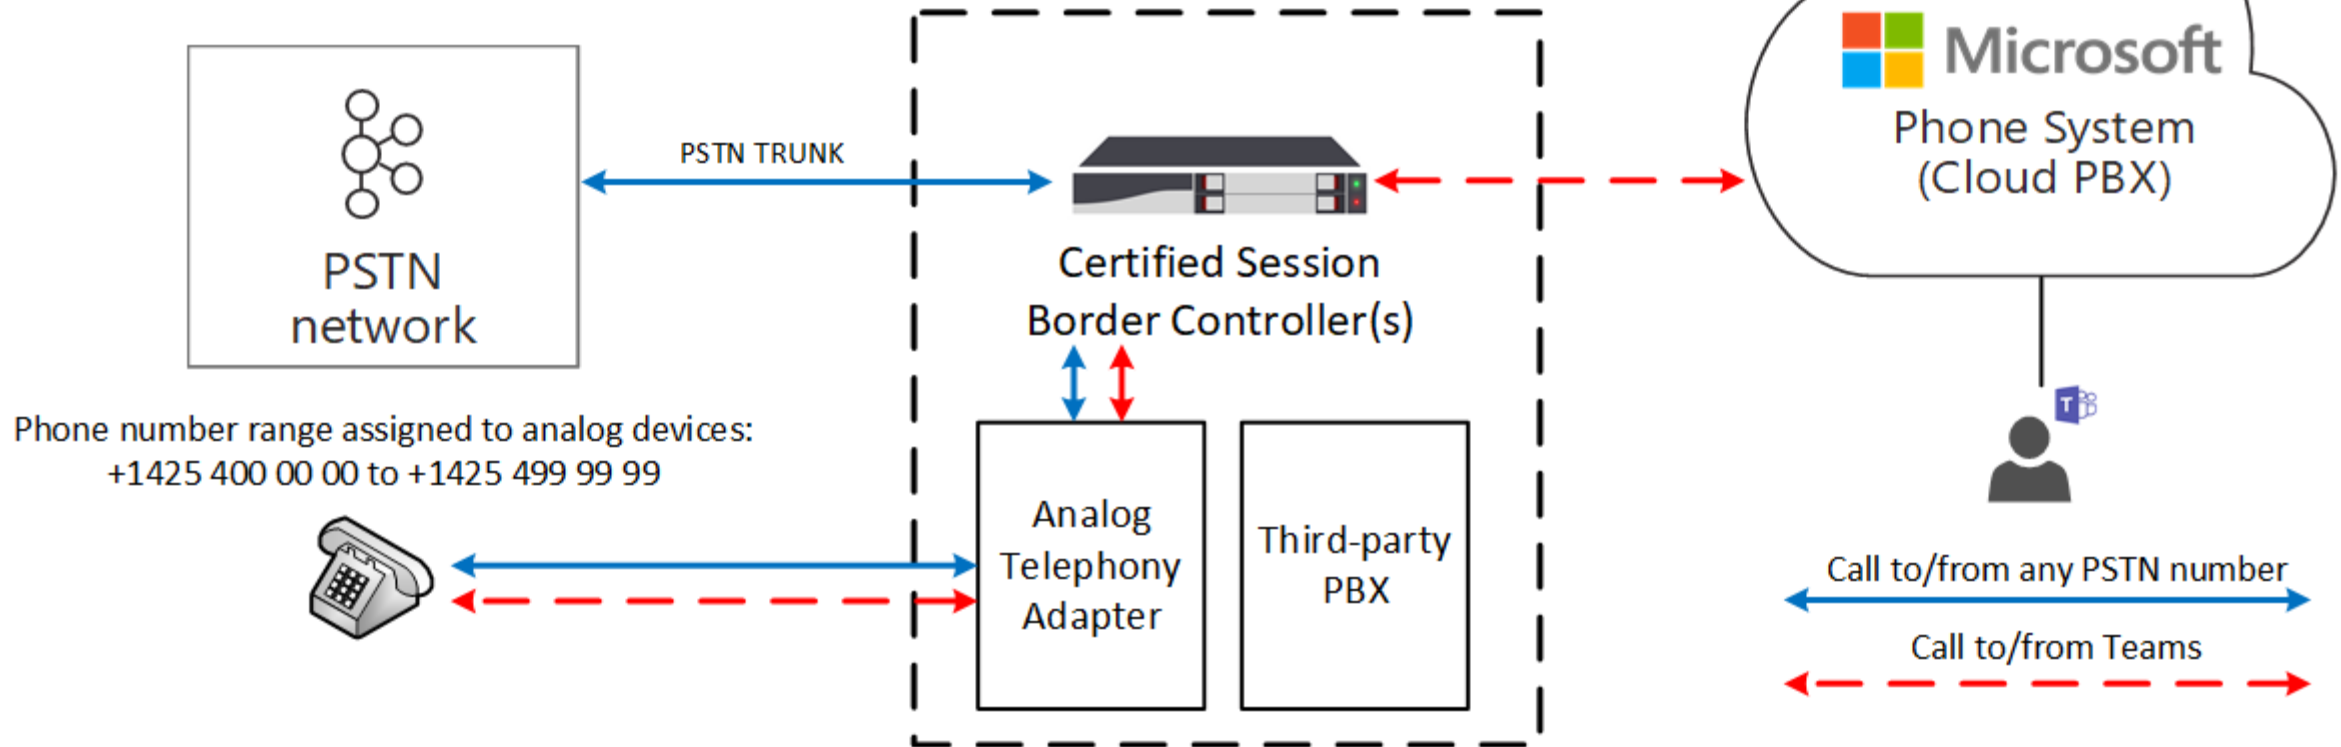 PSTN
network
PSTN TRUNK
Certified Session
Border Controller(s)
Microsoft
Phone System
(Cloud PBX)
T
Phone number range assigned to analog devices:
+1425 400 00 00 to +1425 499 99 99
Analog
Telephony
Adapter
Third-party
PBX
Call to/from any PSTN number
Call to/from Teams